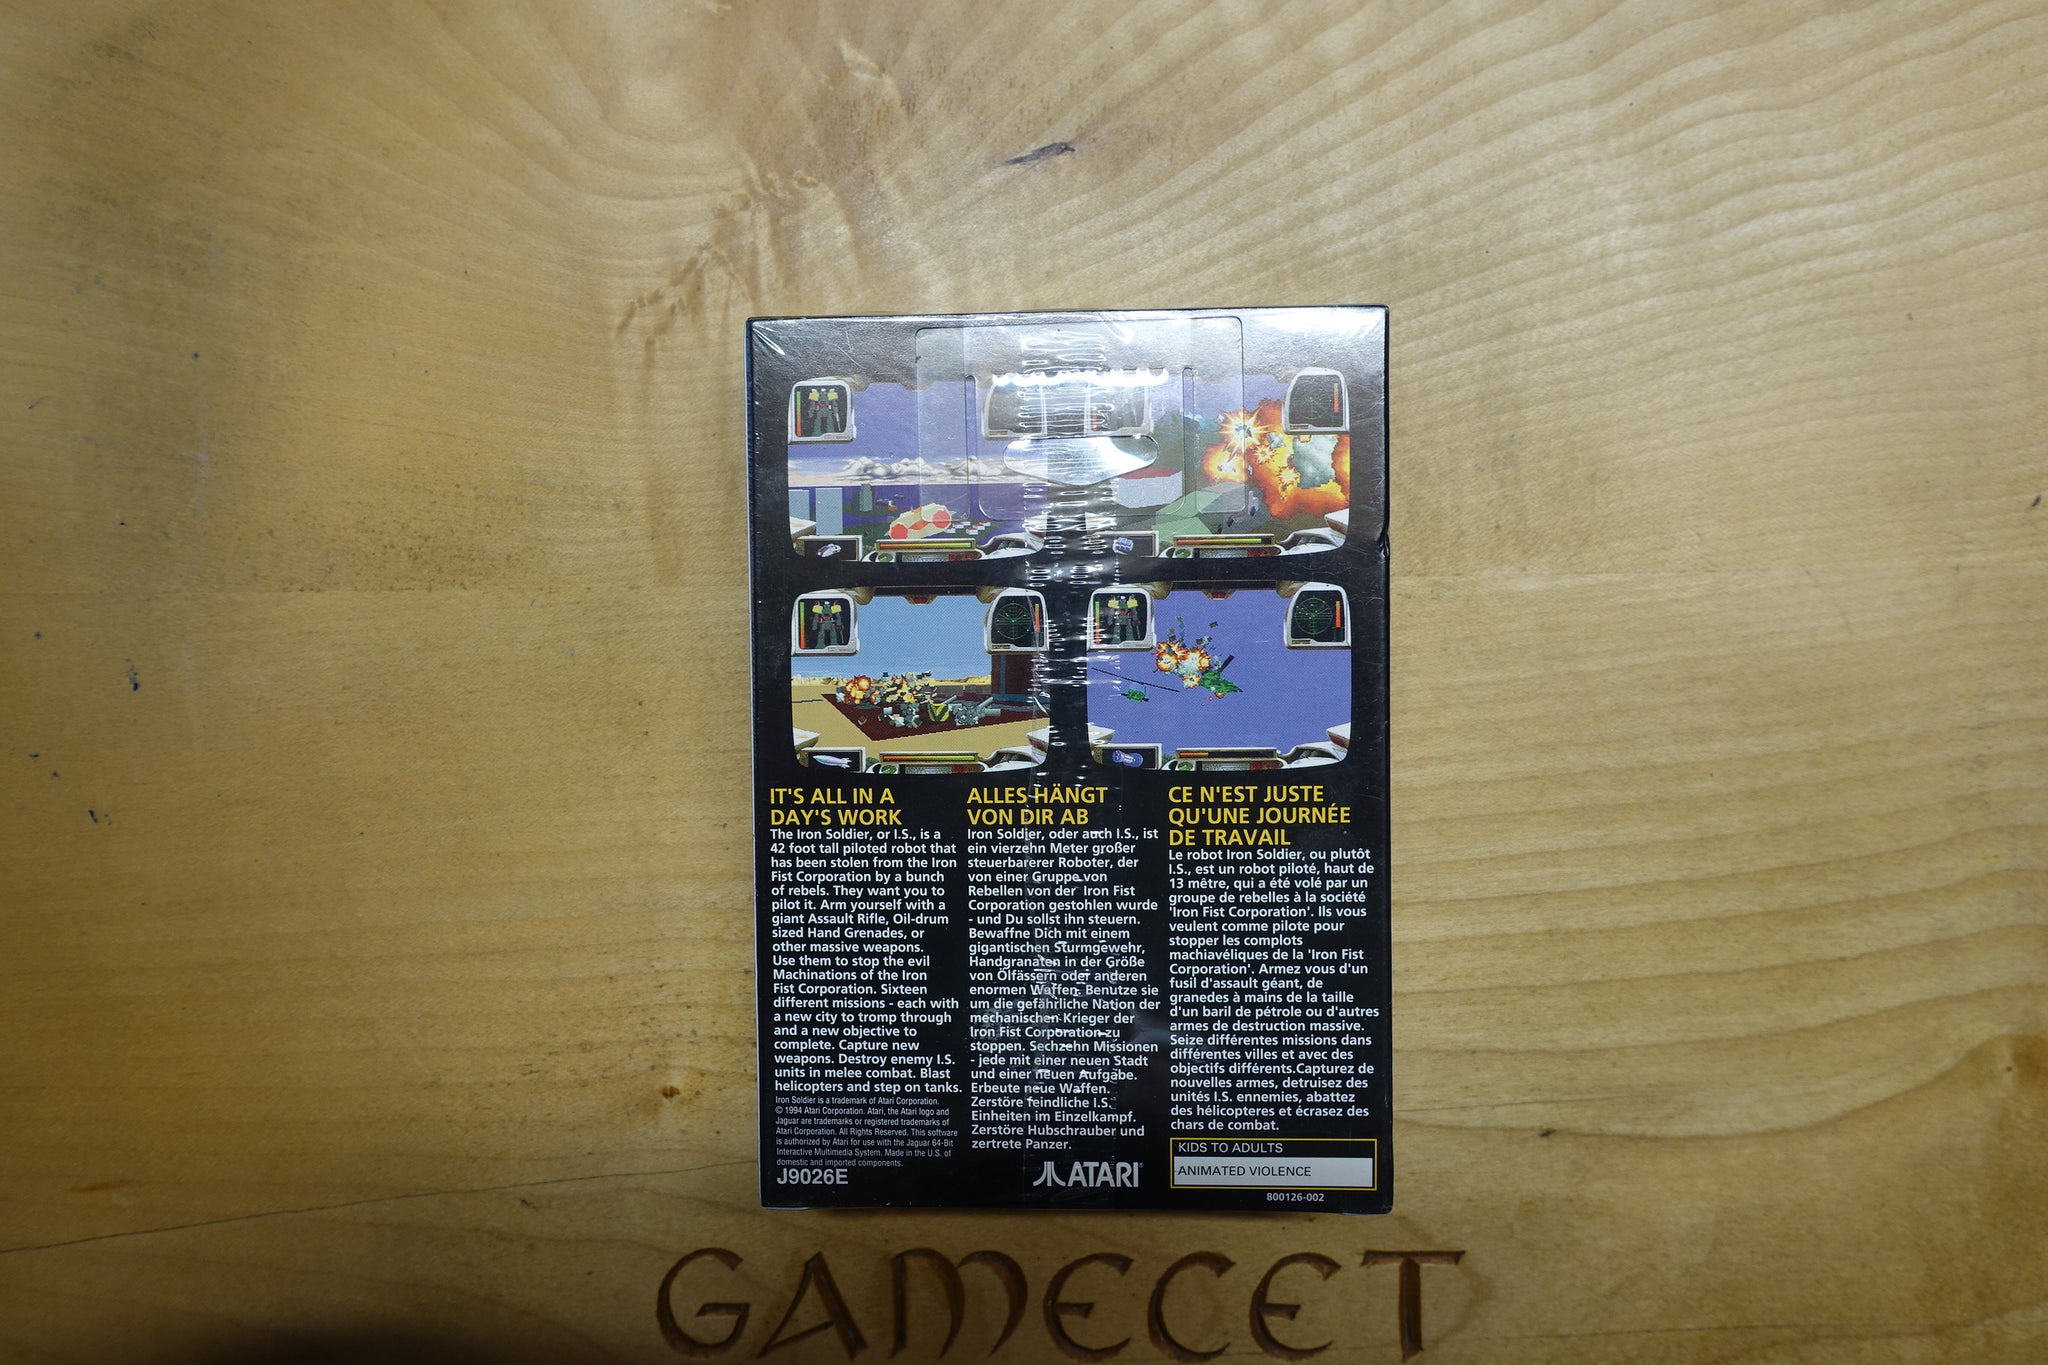 IT'S ALL IN A
DAY'S WORK
The Iron Soldier, or I.S., is a
42 foot tall piloted robot that
has been stolen from the Iron
Fist Corporation by a bunch
of rebels. They want you to
pilot it. Arm yourself with a
giant Assault Rifle, Oil-drum
sized Hand Grenades, or
other massive weapons.
Use them to stop the evil
Machinations of the Iron
Fist Corporation. Sixteen
different missions - each with
a new city to tromp through
and a new objective to
complete. Capture new
weapons. Destroy enemy I.S.
units in melee combat. Blast
helicopters and step on tanks.
Iron Soldier is a trademark of Atari Corporation.
© 1994 Atari Corporation. Atari, the Atari logo and
Jaguar are trademarks or registered trademarks of
Atari Corporation. All Rights Reserved. This software
is authorized by Atari for use with the Jaguar 64-Bit
Interactive Multimedia System. Made in the U.S. of
domestic and imported components.
J9026E
ALLES HÄNGT
VON DIR AB
Iron Soldier, oder auch I.S., ist
ein vierzehn Meter großer
steuerbarerer Roboter, der
von einer Gruppe von
Rebellen von der Iron Fist
Corporation gestohlen wurde
- und Du sollst ihn steuern.
Bewaffne Dich mit einem
gigantischen Sturmgewehr,
Handgranaten in der Größe
von Ölfässern oder anderen
enormen Waffen. Benutze sie
um die gefährliche Nation der
mechanischen Krieger der
Iron Fist Corporation zu
stoppen. Sechzehn Missionen
- jede mit einer neuen Stadt
und einer neuen Aufgabe.
Erbeute neue Waffen.
Zerstöre feindliche I.S.
Einheiten im Einzelkampf.
Zerstöre Hubschrauber und
zertrete Panzer.
ATARI
CE N'EST JUSTE
QU'UNE JOURNÉE
DE TRAVAIL
Le robot Iron Soldier, ou plutôt
I.S., est un robot piloté, haut de
13 mêtre, qui a été volé par un
groupe de rebelles à la société
'Iron Fist Corporation'. Ils vous
veulent comme pilote pour
stopper les complots
machiavéliques de la 'Iron Fist
Corporation'. Armez vous d'un
fusil d'assault géant, de
granedes à mains de la taille
d'un baril de pétrole ou d'autres
armes de destruction massive.
Seize différentes missions dans
différentes villes et avec des
objectifs différents.Capturez de
nouvelles armes, detruisez des
unités I.S. ennemies, abattez
des hélicopteres et écrasez des
chars de combat.
KIDS TO ADULTS
ANIMATED VIOLENCE
800126-002
GAMECET